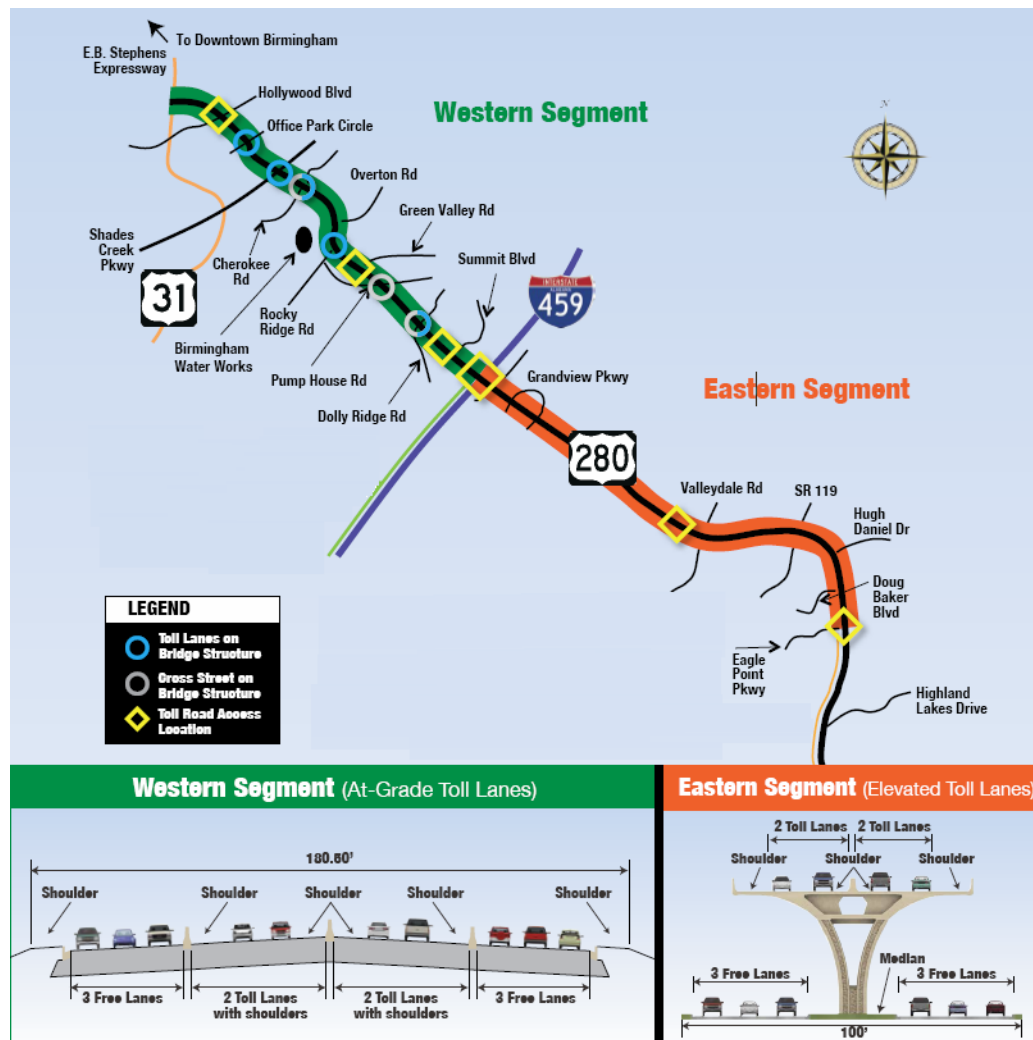 To Downtown Birmingham
E.B. Stephens
Expressway
Hollywood Blvd
Western Segment
N
Office Park Circle
Overton Rd
Green Valley Rd
Shades
Creek
Pkwy
Cherokee
Rd
Summit Blvd
31
INTERSTATE
459
Rocky
Ridge Rd
Birmingham
Water Works
Pump House Rd
Grandview Pkwy
Dolly Ridge Rd
Eastern Segment
280
Valleydale Rd
SR 119
Hugh
Daniel Dr
Doug
Baker
Blvd
Eagle
Point
Pkwy
Highland
Lakes Drive
LEGEND
Toll Lanes on
Bridge Structure
Cross Street on
Bridge Structure
Toll Road Access
Location
Western Segment (At-Grade Toll Lanes)
180.50'
Shoulder Shoulder Shoulder Shoulder Shoulder
3 Free Lanes 2 Toll Lanes 2 Toll Lanes 3 Free Lanes
with shoulders with shoulders
Eastern Segment (Elevated Toll Lanes)
2 Toll Lanes 2 Toll Lanes
Shoulder Shoulder Shoulder
Median
3 Free Lanes 3 Free Lanes
100'